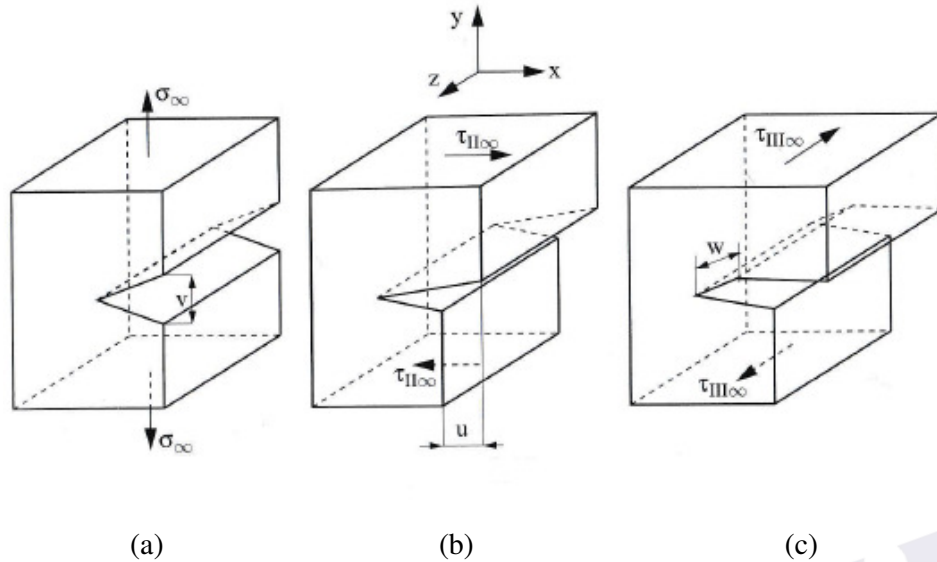 y
z x
σ∞ τII∞ τIII∞
v w
τII∞ τIII∞
σ∞ u
(a) (b) (c)